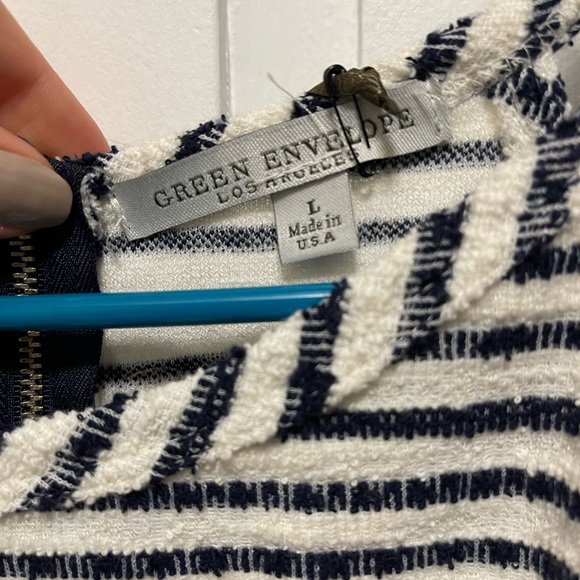 GREEN ENVELOPE
LOS ANGELES
L
Made in
U.S.A